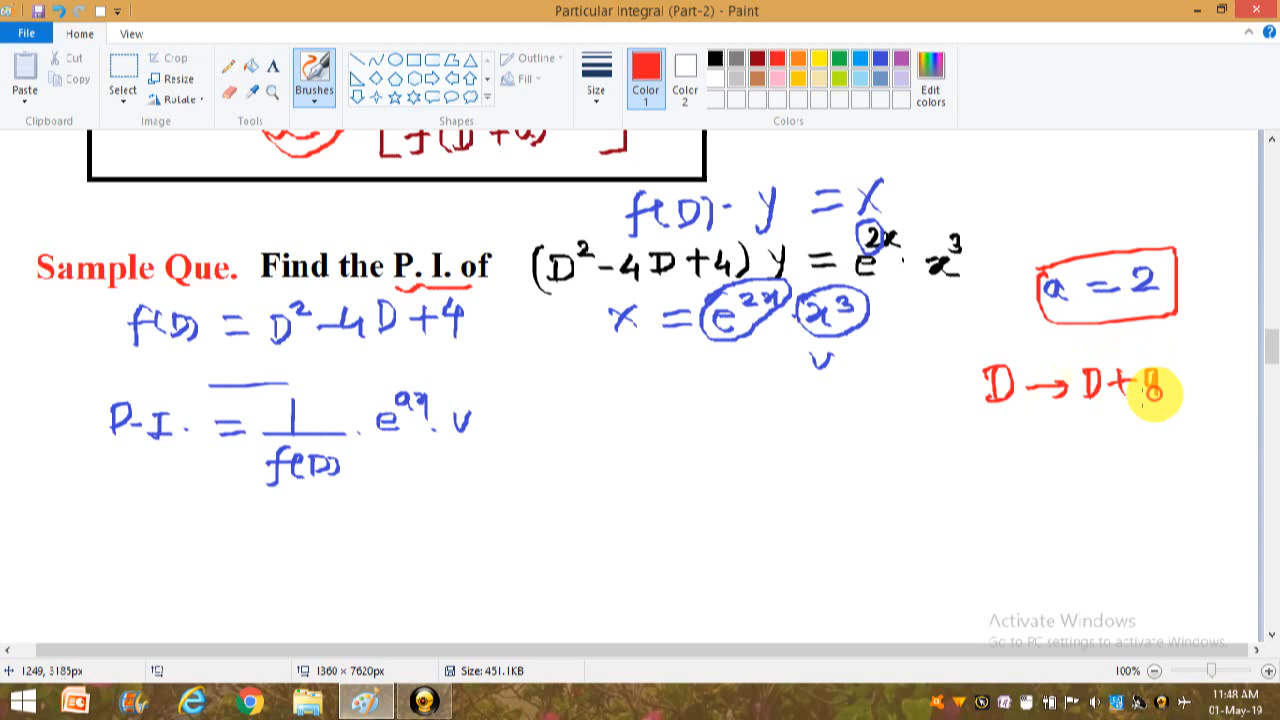 Particular Integral (Part-2) - Paint
File Home View
Cut Crop Outline
Copy Resize Fill
Paste Select Rotate Brushes Size Color 1 Color 2 Edit colors
Clipboard Image Tools Shapes Colors
f(D). y = X
Sample Que. Find the P. I. of (D² - 4D + 4) y = e^{2x} . x³
a = 2
f(D) = D² - 4D + 4 X = e^{2x} . x³
v
D → D +
P.I. = 1/f(D) . e^{ax} . v
Activate Windows
Go to PC settings to activate Windows.
1249, 3185px 1360 × 7620px Size: 451.1KB 100%
11:48 AM
01-May-19